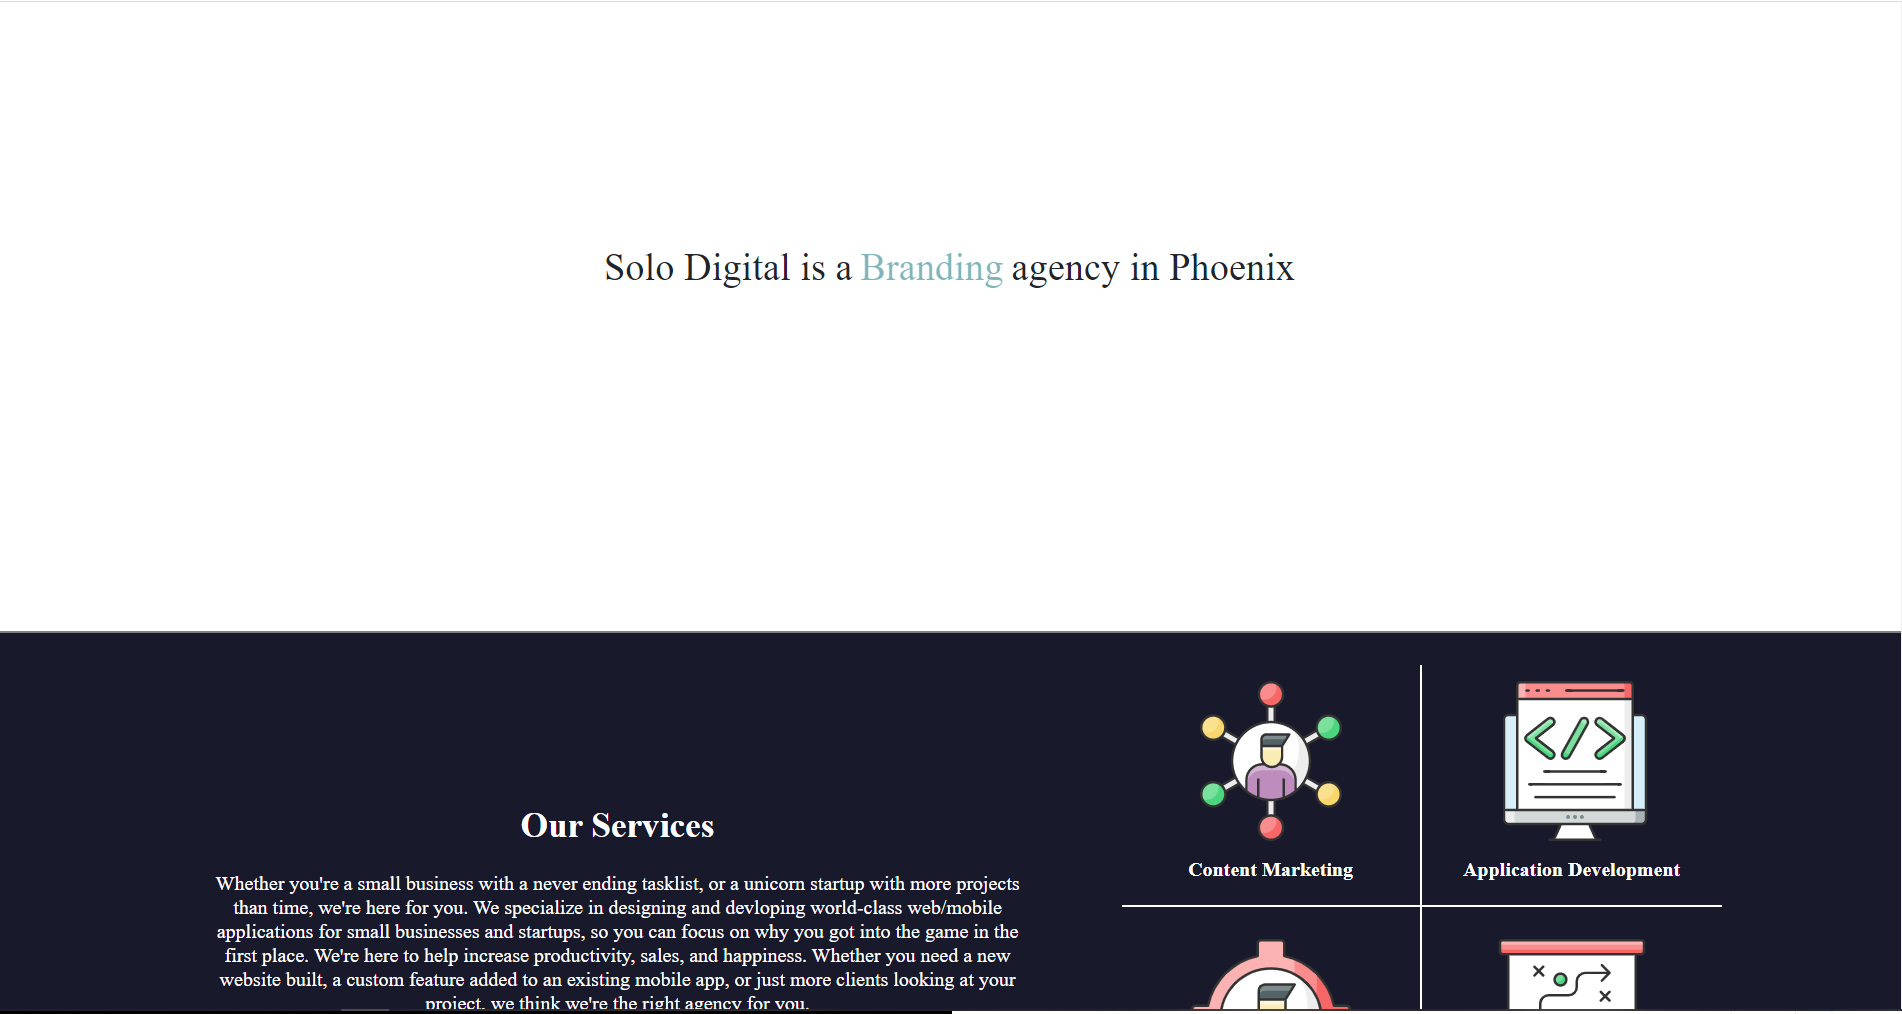 Solo Digital is a Branding agency in Phoenix
Our Services
Whether you're a small business with a never ending tasklist, or a unicorn startup with more projects
than time, we're here for you. We specialize in designing and devloping world-class web/mobile
applications for small businesses and startups, so you can focus on why you got into the game in the
first place. We're here to help increase productivity, sales, and happiness. Whether you need a new
website built, a custom feature added to an existing mobile app, or just more clients looking at your
project, we think we're the right agency for you.
Content Marketing
Application Development